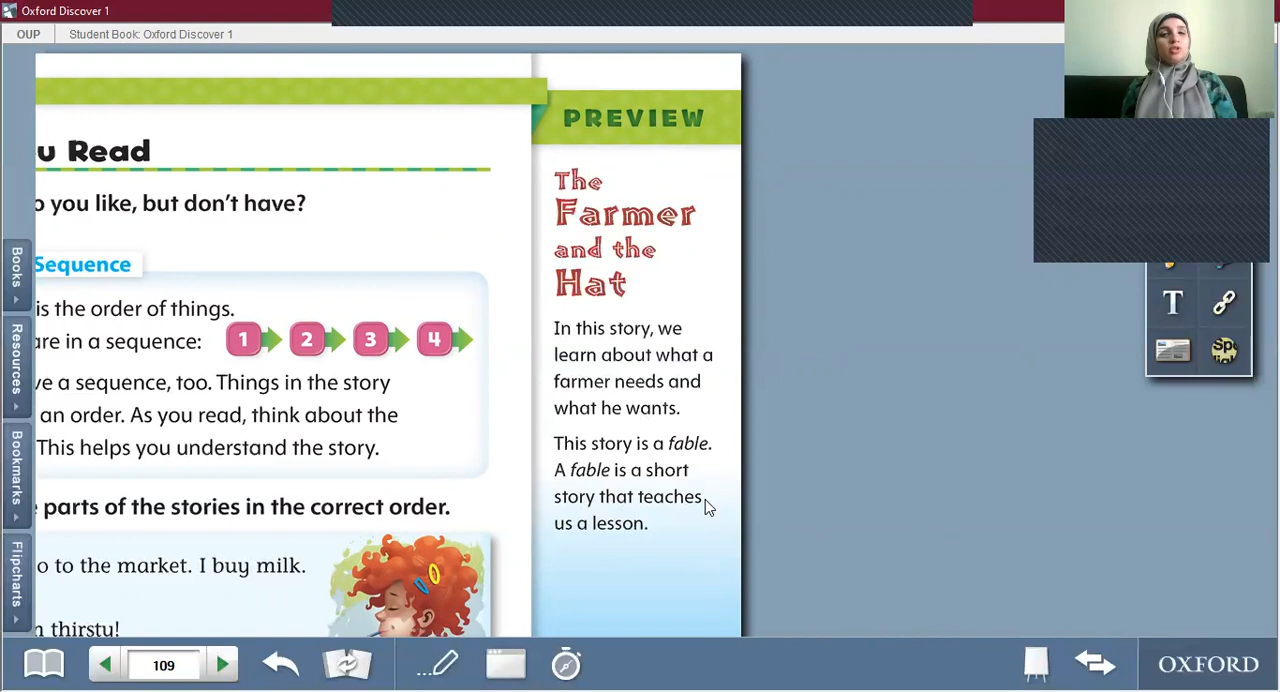 Oxford Discover 1
OUP
Student Book: Oxford Discover 1
u Read
o you like, but don't have?
Sequence
is the order of things.
are in a sequence: 1 2 3 4
ve a sequence, too. Things in the story
an order. As you read, think about the
This helps you understand the story.
e parts of the stories in the correct order.
o to the market. I buy milk.
m thirsty!
PREVIEW
The
Farmer
and the
Hat
In this story, we
learn about what a
farmer needs and
what he wants.
This story is a fable.
A fable is a short
story that teaches
us a lesson.
Books
Resources
Bookmarks
Flipcharts
T
109
OXFORD